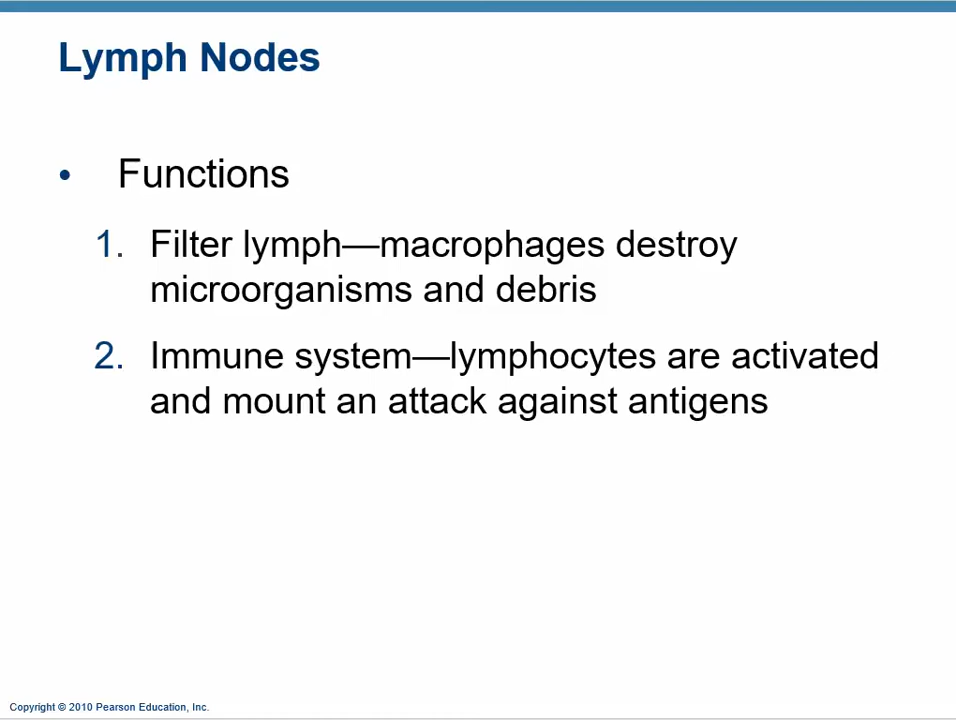 Lymph Nodes
• Functions
1. Filter lymph—macrophages destroy
microorganisms and debris
2. Immune system—lymphocytes are activated
and mount an attack against antigens
Copyright © 2010 Pearson Education, Inc.